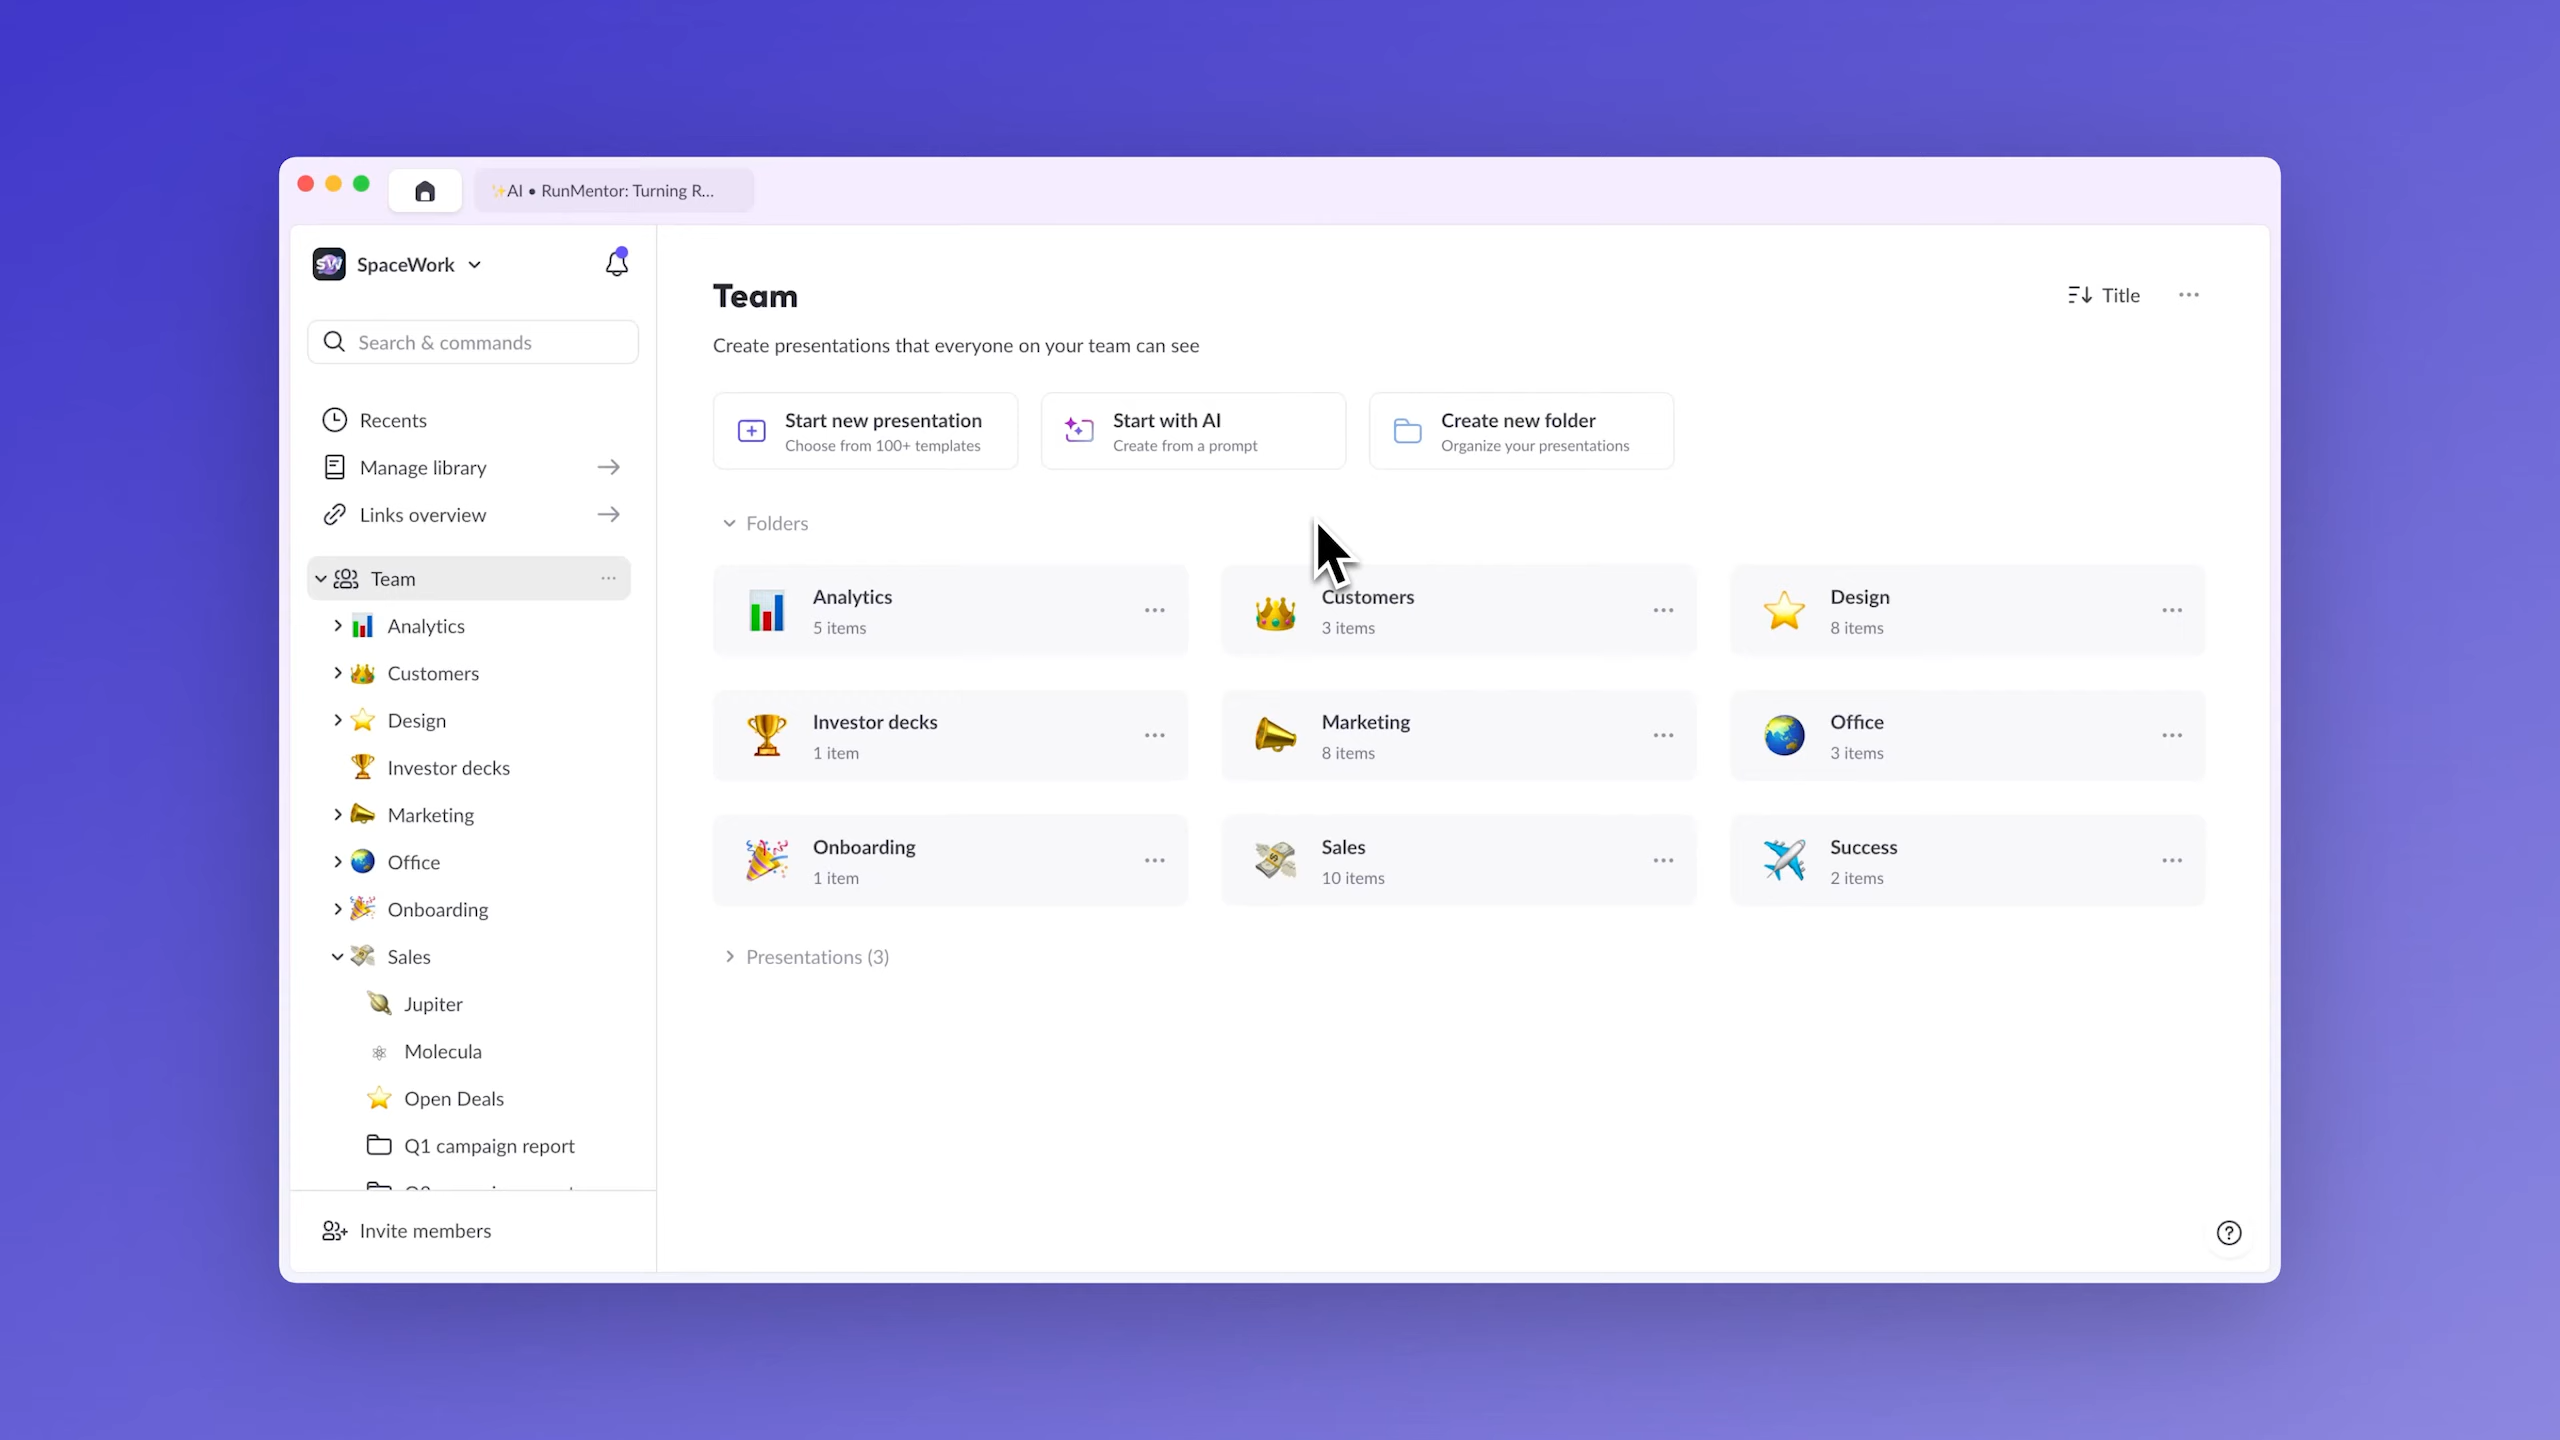 ✨AI • RunMentor: Turning R...
SW
SpaceWork
Search & commands
Recents
Manage library
Links overview
Team
Analytics
Customers
Design
Investor decks
Marketing
Office
Onboarding
Sales
Jupiter
Molecula
Open Deals
Q1 campaign report
Invite members
Team
Title
Create presentations that everyone on your team can see
Start new presentation
Choose from 100+ templates
Start with AI
Create from a prompt
Create new folder
Organize your presentations
Folders
Analytics
5 items
Customers
3 items
Design
8 items
Investor decks
1 item
Marketing
8 items
Office
3 items
Onboarding
1 item
Sales
10 items
Success
2 items
Presentations (3)